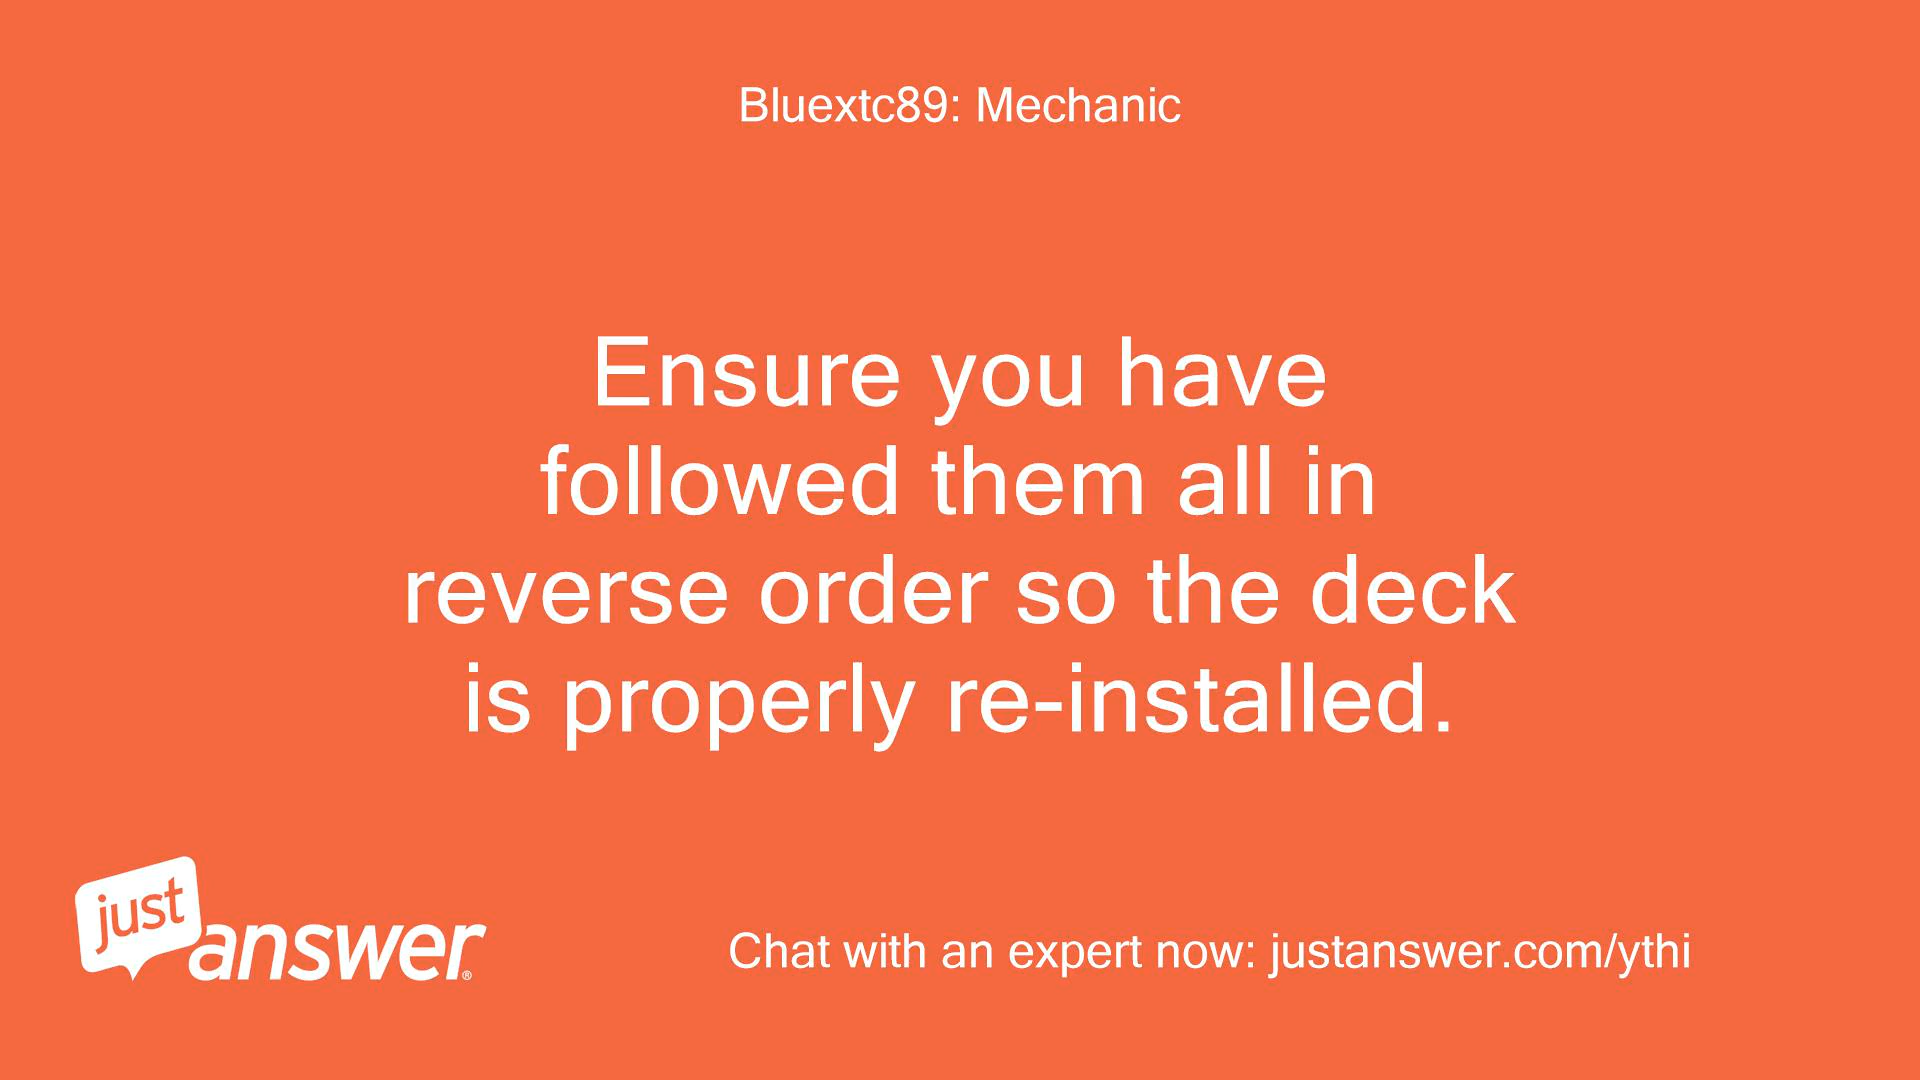 Bluextc89: Mechanic
Ensure you have
followed them all in
reverse order so the deck
is properly re-installed.
just
answer®
Chat with an expert now: justanswer.com/ythi